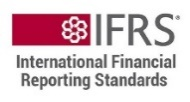 IFRS®
International Financial
Reporting Standards